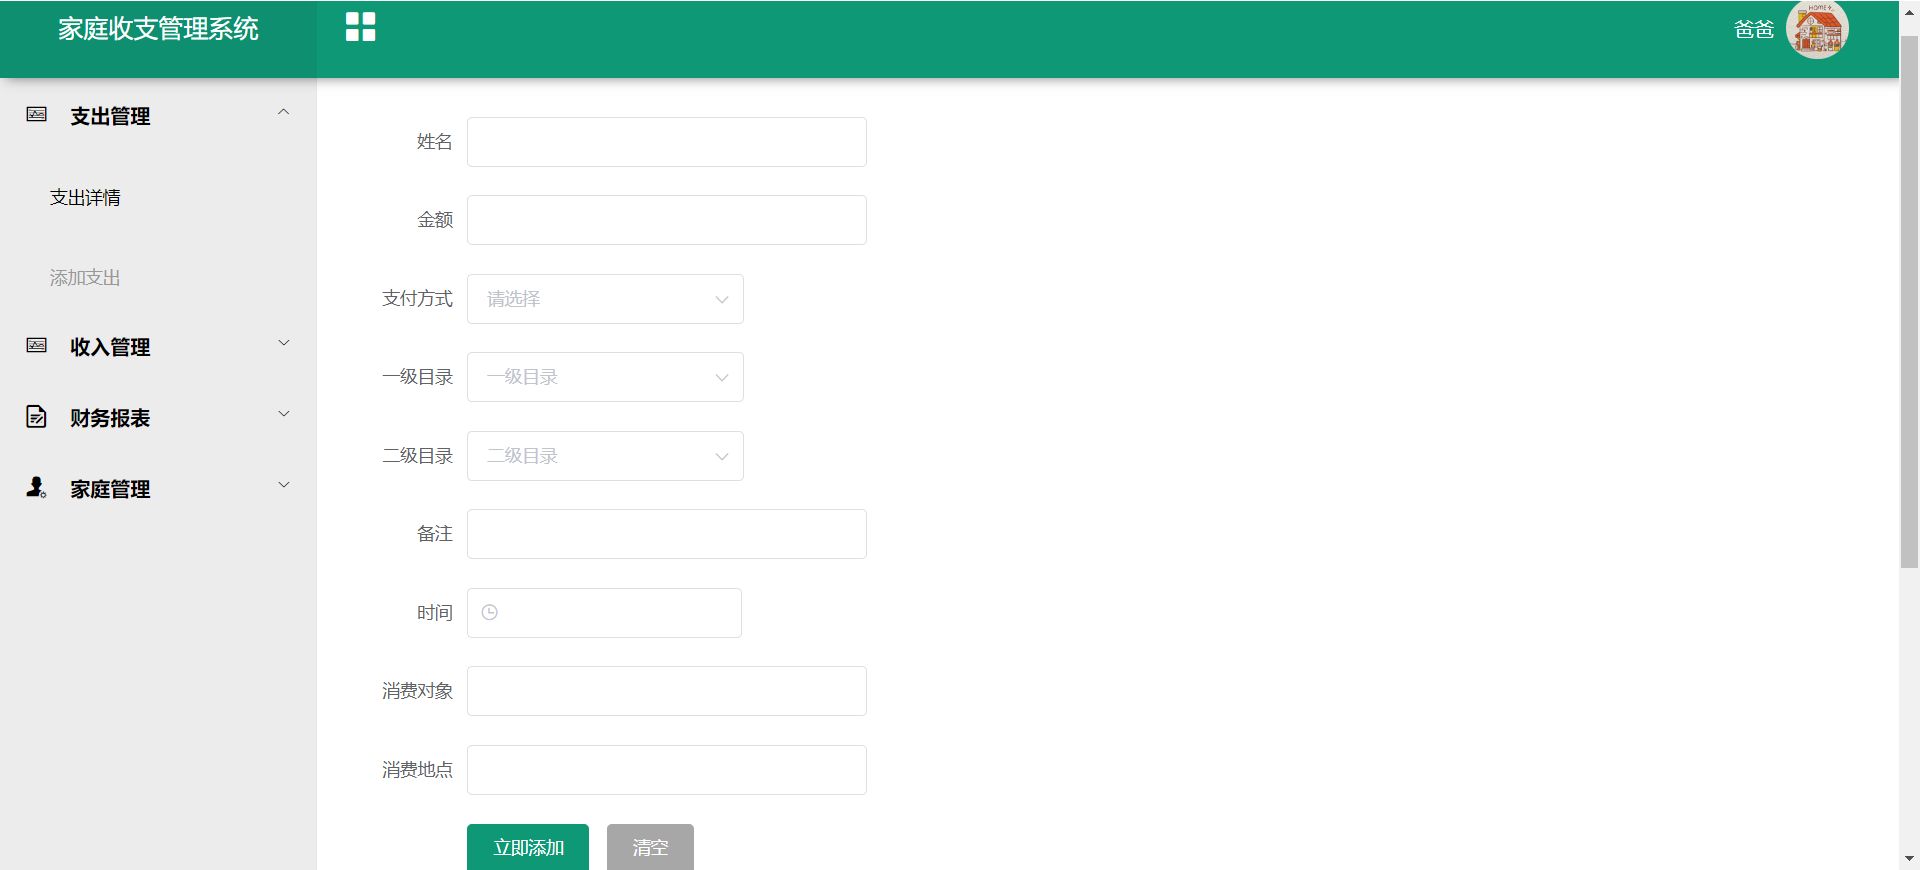 家庭收支管理系统
爸爸
HOME
支出管理
支出详情
添加支出
收入管理
财务报表
家庭管理
姓名
金额
支付方式
请选择
一级目录
一级目录
二级目录
二级目录
备注
时间
消费对象
消费地点
立即添加
清空